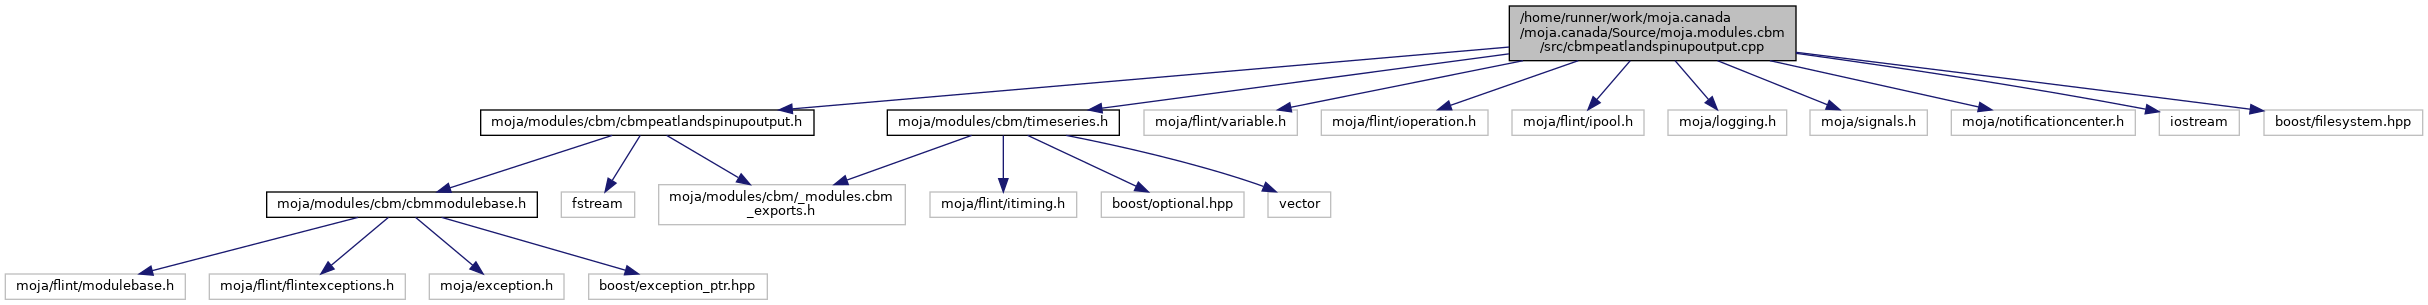 /home/runner/work/moja.canada
/moja.canada/Source/moja.modules.cbm
/src/cbmpeatlandspinupoutput.cpp
moja/modules/cbm/cbmpeatlandspinupoutput.h
moja/modules/cbm/timeseries.h
moja/flint/variable.h
moja/flint/ioperation.h
moja/flint/ipool.h
moja/logging.h
moja/signals.h
moja/notificationcenter.h
iostream
boost/filesystem.hpp
moja/modules/cbm/cbmmodulebase.h
fstream
moja/modules/cbm/_modules.cbm
_exports.h
moja/flint/itiming.h
boost/optional.hpp
vector
moja/flint/modulebase.h
moja/flint/flintexceptions.h
moja/exception.h
boost/exception_ptr.hpp